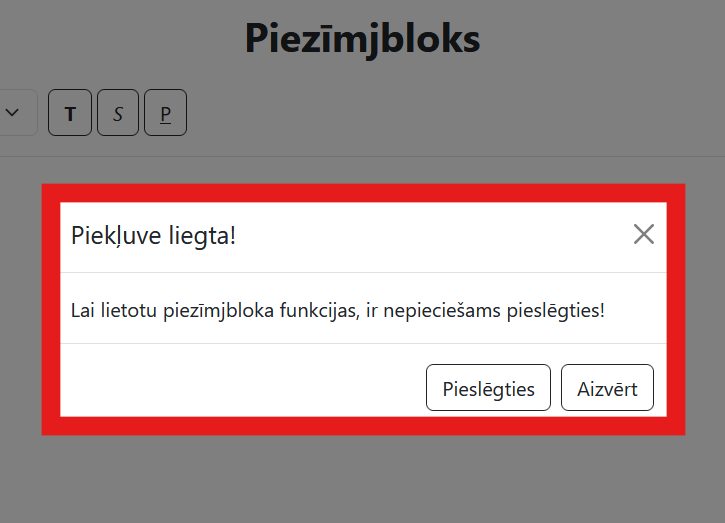 Piezīmjbloks
T S P
Piekļuve liegta!
Lai lietotu piezīmjbloka funkcijas, ir nepieciešams pieslēgties!
Pieslēgties Aizvērt